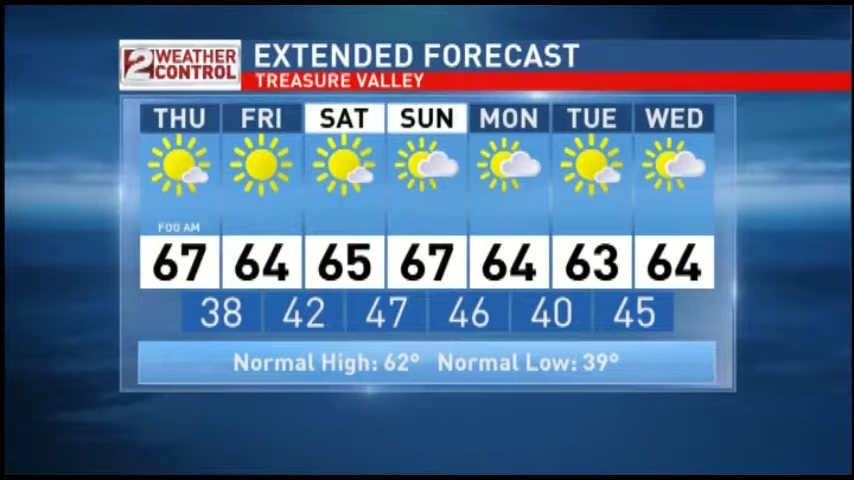 2 WEATHER CONTROL
EXTENDED FORECAST
TREASURE VALLEY
THU FRI SAT SUN MON TUE WED
FOG AM
67 64 65 67 64 63 64
38 42 47 46 40 45
Normal High: 62° Normal Low: 39°